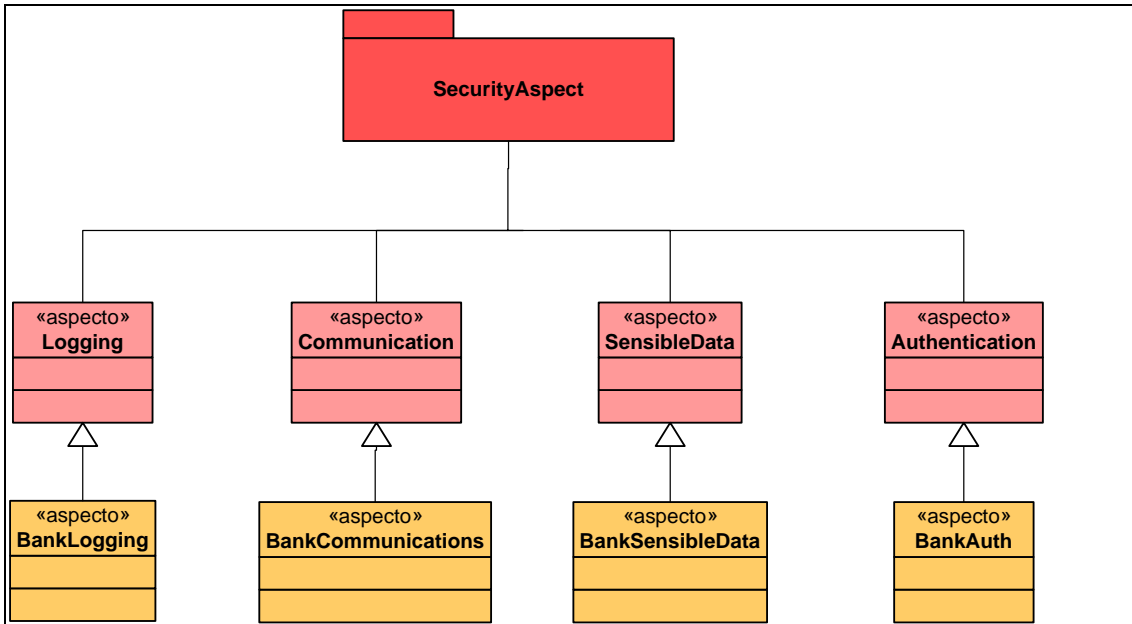 SecurityAspect
«aspecto»
Logging
«aspecto»
Communication
«aspecto»
SensibleData
«aspecto»
Authentication
«aspecto»
BankLogging
«aspecto»
BankCommunications
«aspecto»
BankSensibleData
«aspecto»
BankAuth